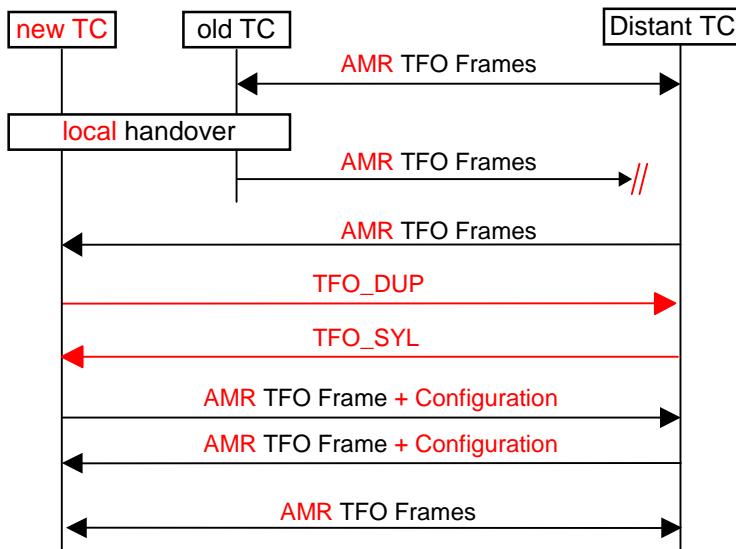 new TC
old TC
Distant TC
AMR TFO Frames
local handover
AMR TFO Frames
//
AMR TFO Frames
TFO_DUP
TFO_SYL
AMR TFO Frame + Configuration
AMR TFO Frame + Configuration
AMR TFO Frames